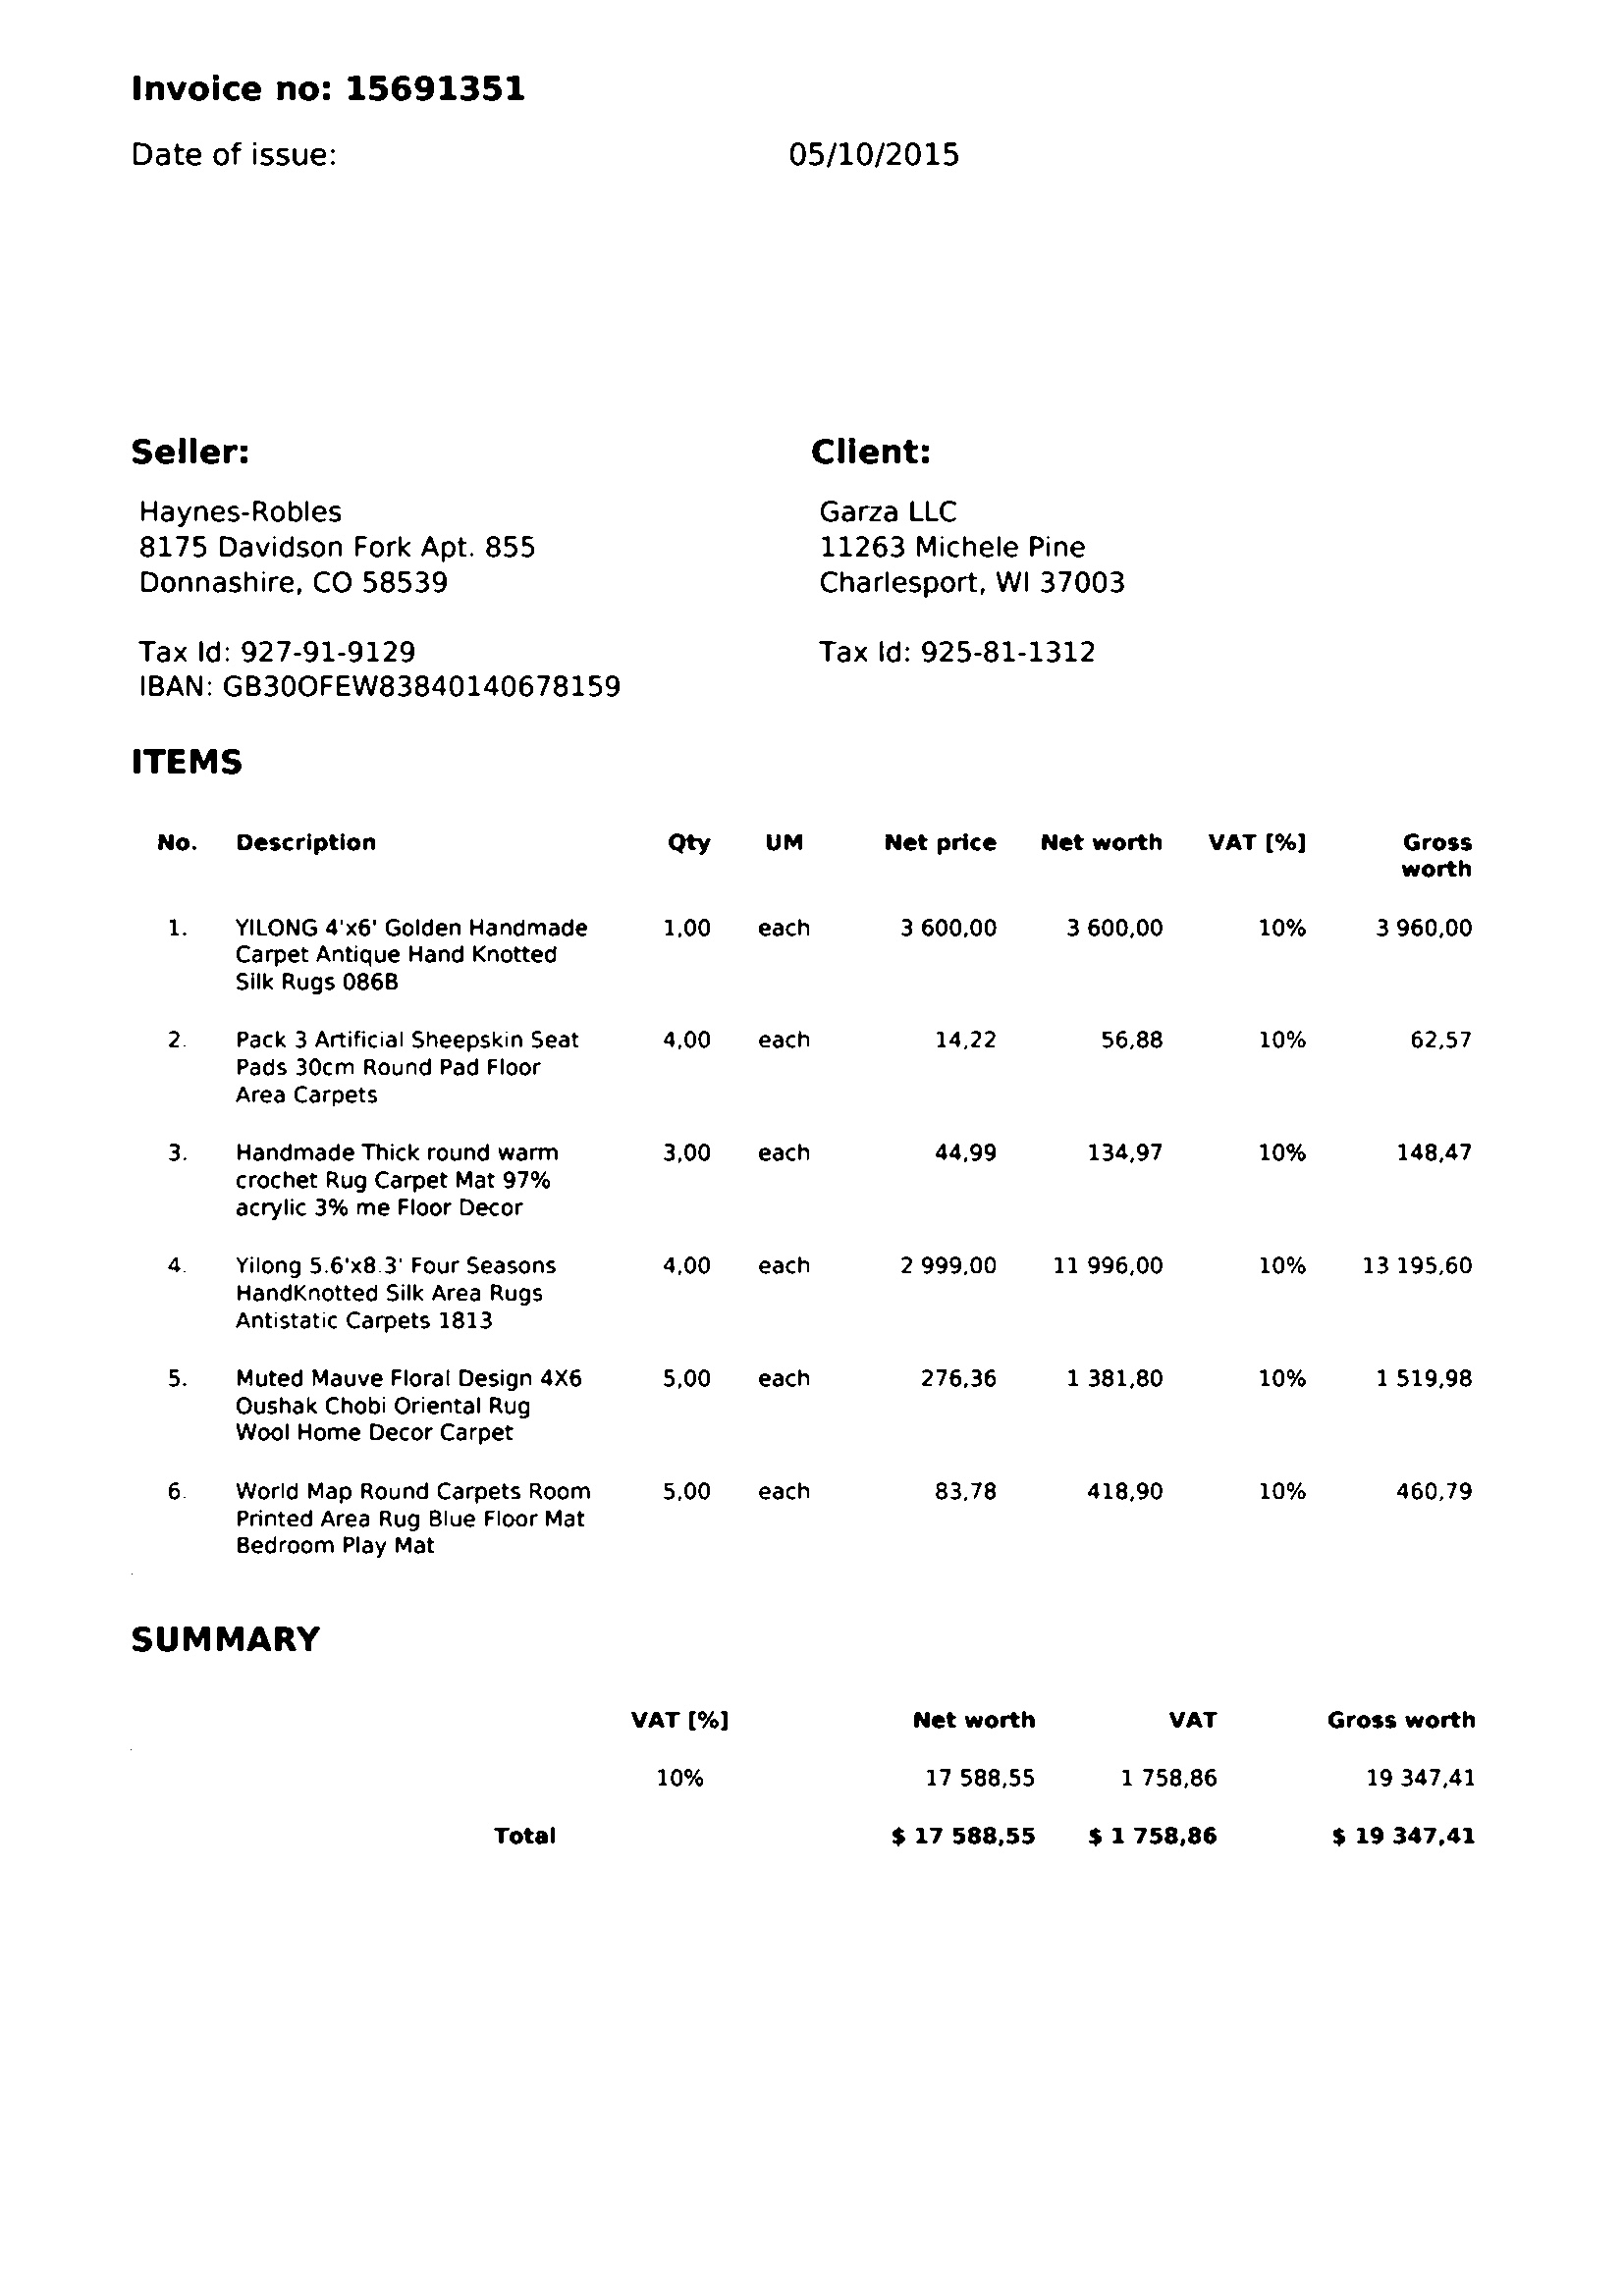 Invoice no: 15691351
Date of issue: 05/10/2015
Seller: Client:
Haynes-Robles Garza LLC
8175 Davidson Fork Apt. 855 11263 Michele Pine
Donnashire, CO 58539 Charlesport, WI 37003
Tax Id: 927-91-9129 Tax Id: 925-81-1312
IBAN: GB30OFEW83840140678159
ITEMS
No. Description Qty UM Net price Net worth VAT [%] Gross
worth
1. YILONG 4'x6' Golden Handmade 1,00 each 3 600,00 3 600,00 10% 3 960,00
Carpet Antique Hand Knotted
Silk Rugs 086B
2. Pack 3 Artificial Sheepskin Seat 4,00 each 14,22 56,88 10% 62,57
Pads 30cm Round Pad Floor
Area Carpets
3. Handmade Thick round warm 3,00 each 44,99 134,97 10% 148,47
crochet Rug Carpet Mat 97%
acrylic 3% me Floor Decor
4. Yilong 5.6'x8.3' Four Seasons 4,00 each 2 999,00 11 996,00 10% 13 195,60
HandKnotted Silk Area Rugs
Antistatic Carpets 1813
5. Muted Mauve Floral Design 4X6 5,00 each 276,36 1 381,80 10% 1 519,98
Oushak Chobi Oriental Rug
Wool Home Decor Carpet
6. World Map Round Carpets Room 5,00 each 83,78 418,90 10% 460,79
Printed Area Rug Blue Floor Mat
Bedroom Play Mat
SUMMARY
VAT [%] Net worth VAT Gross worth
10% 17 588,55 1 758,86 19 347,41
Total $ 17 588,55 $ 1 758,86 $ 19 347,41